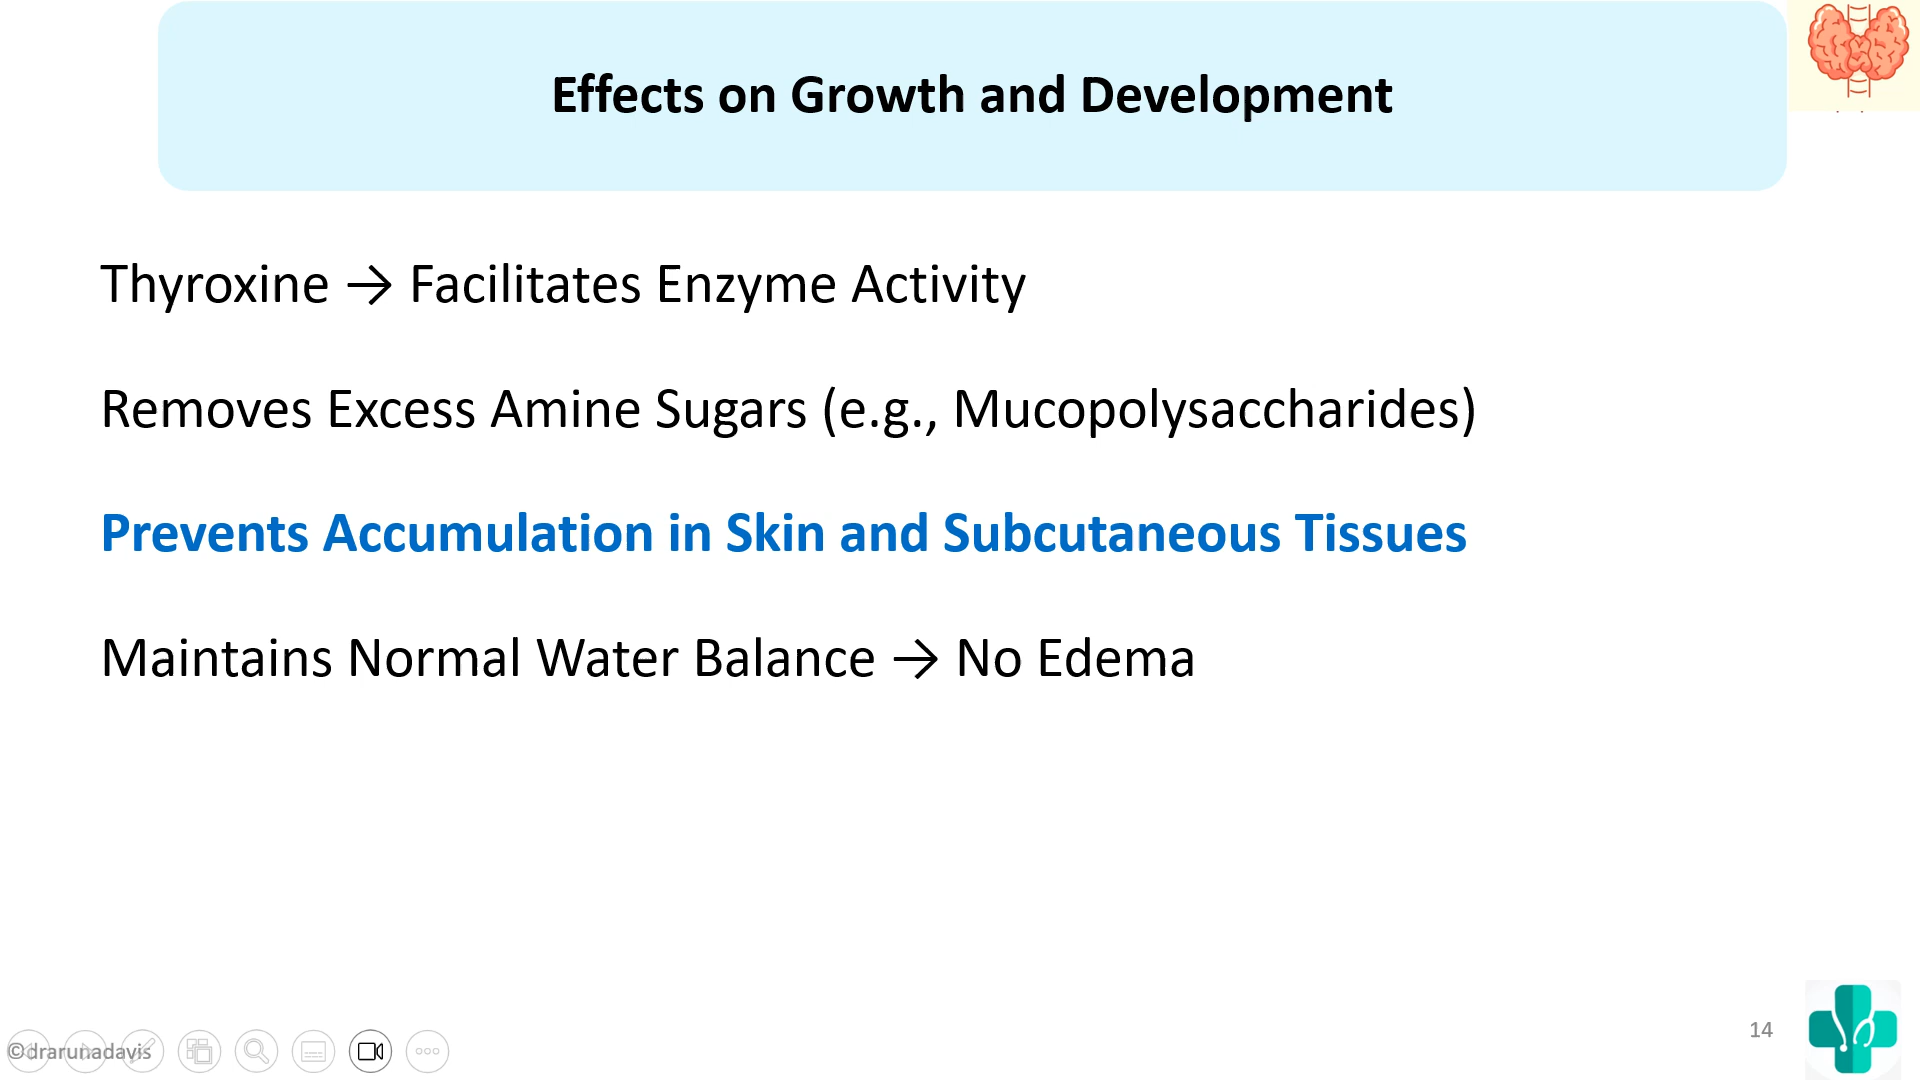 Effects on Growth and Development
Thyroxine → Facilitates Enzyme Activity
Removes Excess Amine Sugars (e.g., Mucopolysaccharides)
Prevents Accumulation in Skin and Subcutaneous Tissues
Maintains Normal Water Balance → No Edema
14
©drarunadavis